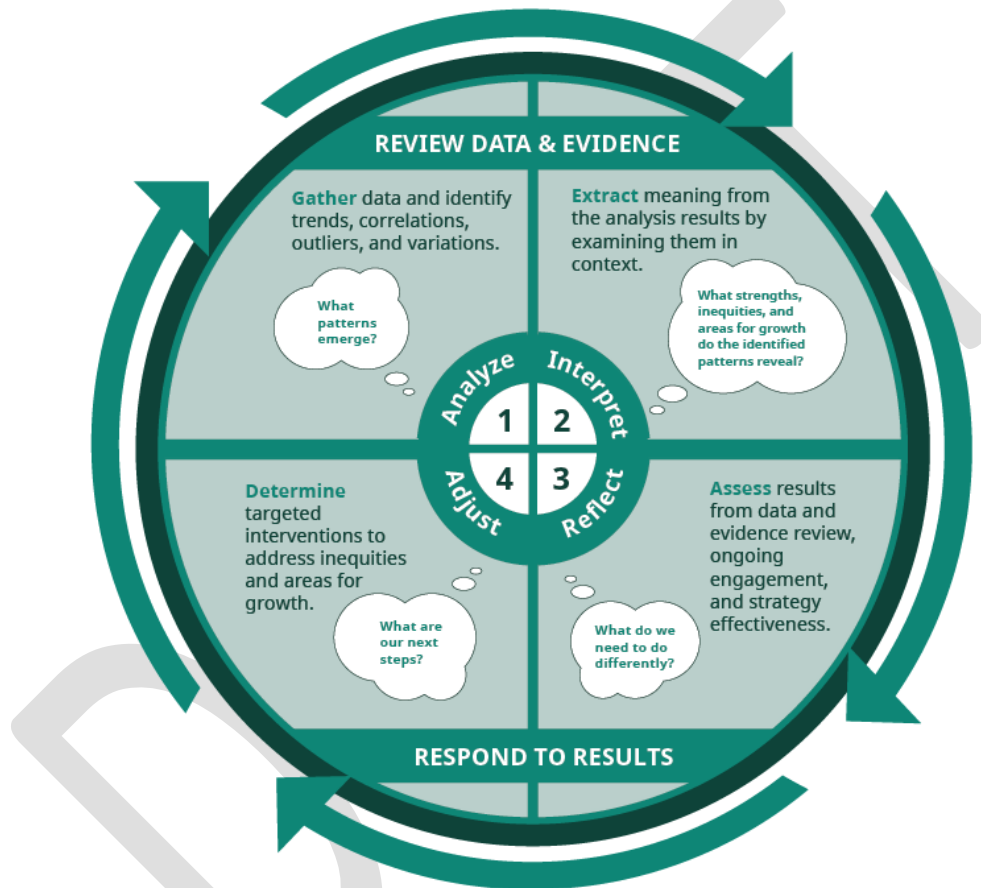 REVIEW DATA & EVIDENCE
Gather data and identify
trends, correlations,
outliers, and variations.
What
patterns
emerge?
Extract meaning from
the analysis results by
examining them in
context.
What strengths,
inequities, and
areas for growth
do the identified
patterns reveal?
Analyze
Interpret
1
2
4
3
Adjust
Reflect
Assess results
from data and
evidence review,
ongoing
engagement,
and strategy
effectiveness.
What do we
need to do
differently?
Determine
targeted
interventions to
address inequities
and areas for
growth.
What are
our next
steps?
RESPOND TO RESULTS